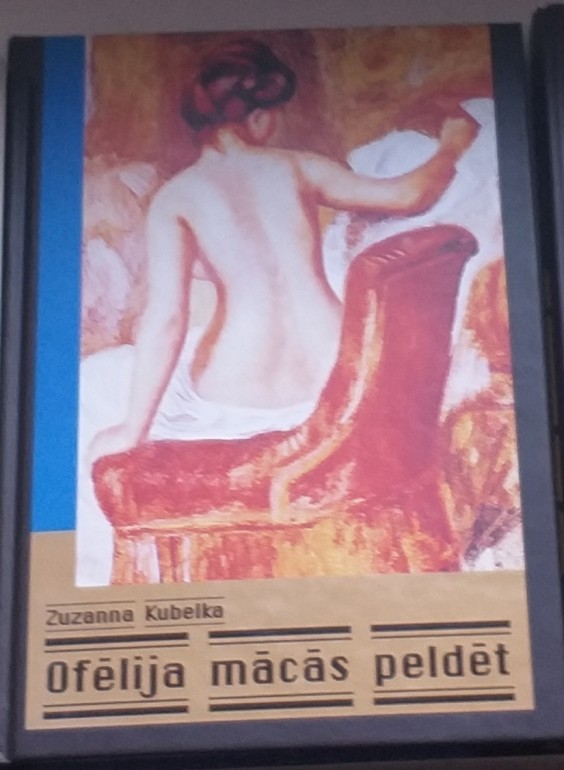 Zuzanna Kubelka
Ofēlija mācās peldēt